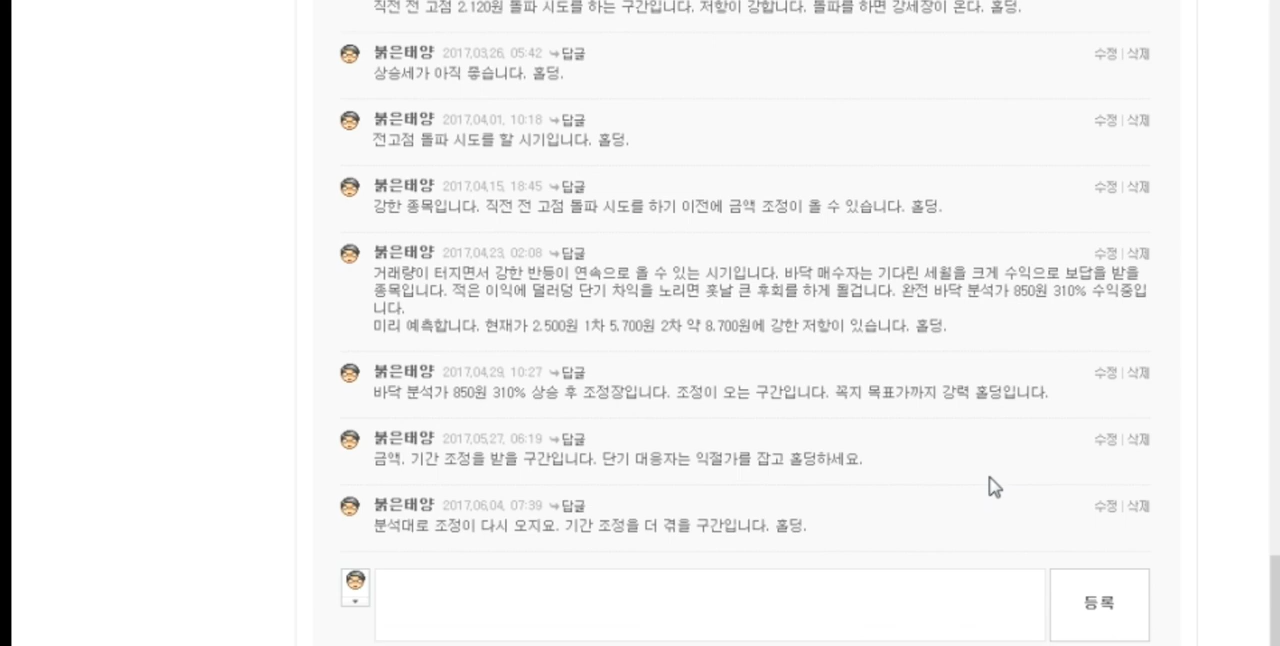 직전 전 고점 2.120원 돌파 시도를 하는 구간입니다. 저항이 강합니다. 돌파를 하면 강세장이 온다. 홀딩.
붉은태양 2017.03.26. 05:42 답글 수정 | 삭제
상승세가 아직 좋습니다. 홀딩.
붉은태양 2017.04.01. 10:18 답글 수정 | 삭제
전고점 돌파 시도를 할 시기입니다. 홀딩.
붉은태양 2017.04.15. 18:45 답글 수정 | 삭제
강한 종목입니다. 직전 전 고점 돌파 시도를 하기 이전에 금액 조정이 올 수 있습니다. 홀딩.
붉은태양 2017.04.23. 02:08 답글 수정 | 삭제
거래량이 터지면서 강한 반등이 연속으로 올 수 있는 시기입니다. 바닥 매수자는 기다린 세월을 크게 수익으로 보답을 받을
종목입니다. 적은 이익에 덜러덩 단기 차익을 노리면 훗날 큰 후회를 하게 될겁니다. 완전 바닥 분석가 850원 310% 수익중입
니다.
미리 예측합니다. 현재가 2.500원 1차 5.700원 2차 약 8.700원에 강한 저항이 있습니다. 홀딩.
붉은태양 2017.04.29. 10:27 답글 수정 | 삭제
바닥 분석가 850원 310% 상승 후 조정장입니다. 조정이 오는 구간입니다. 꼭지 목표가까지 강력 홀딩입니다.
붉은태양 2017.05.27. 06:19 답글 수정 | 삭제
금액. 기간 조정을 받을 구간입니다. 단기 대응자는 익절가를 잡고 홀딩하세요.
붉은태양 2017.06.04. 07:39 답글 수정 | 삭제
분석대로 조정이 다시 오지요. 기간 조정을 더 겪을 구간입니다. 홀딩.
등록